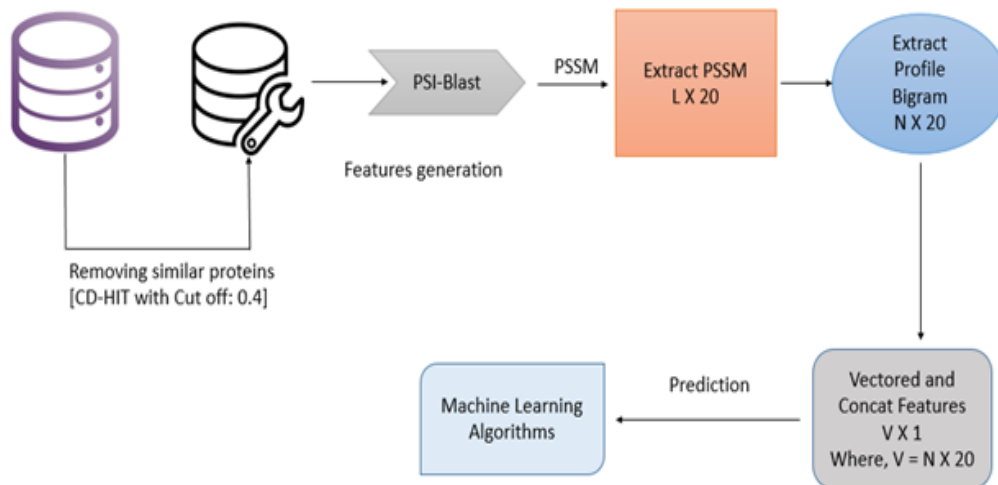 PSI-Blast
PSSM
Extract PSSM
L X 20
Extract
Profile
Bigram
N X 20
Features generation
Removing similar proteins
[CD-HIT with Cut off: 0.4]
Vectored and
Concat Features
V X 1
Where, V = N X 20
Prediction
Machine Learning
Algorithms